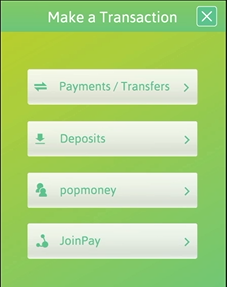 Make a Transaction
Payments / Transfers
Deposits
popmoney
JoinPay